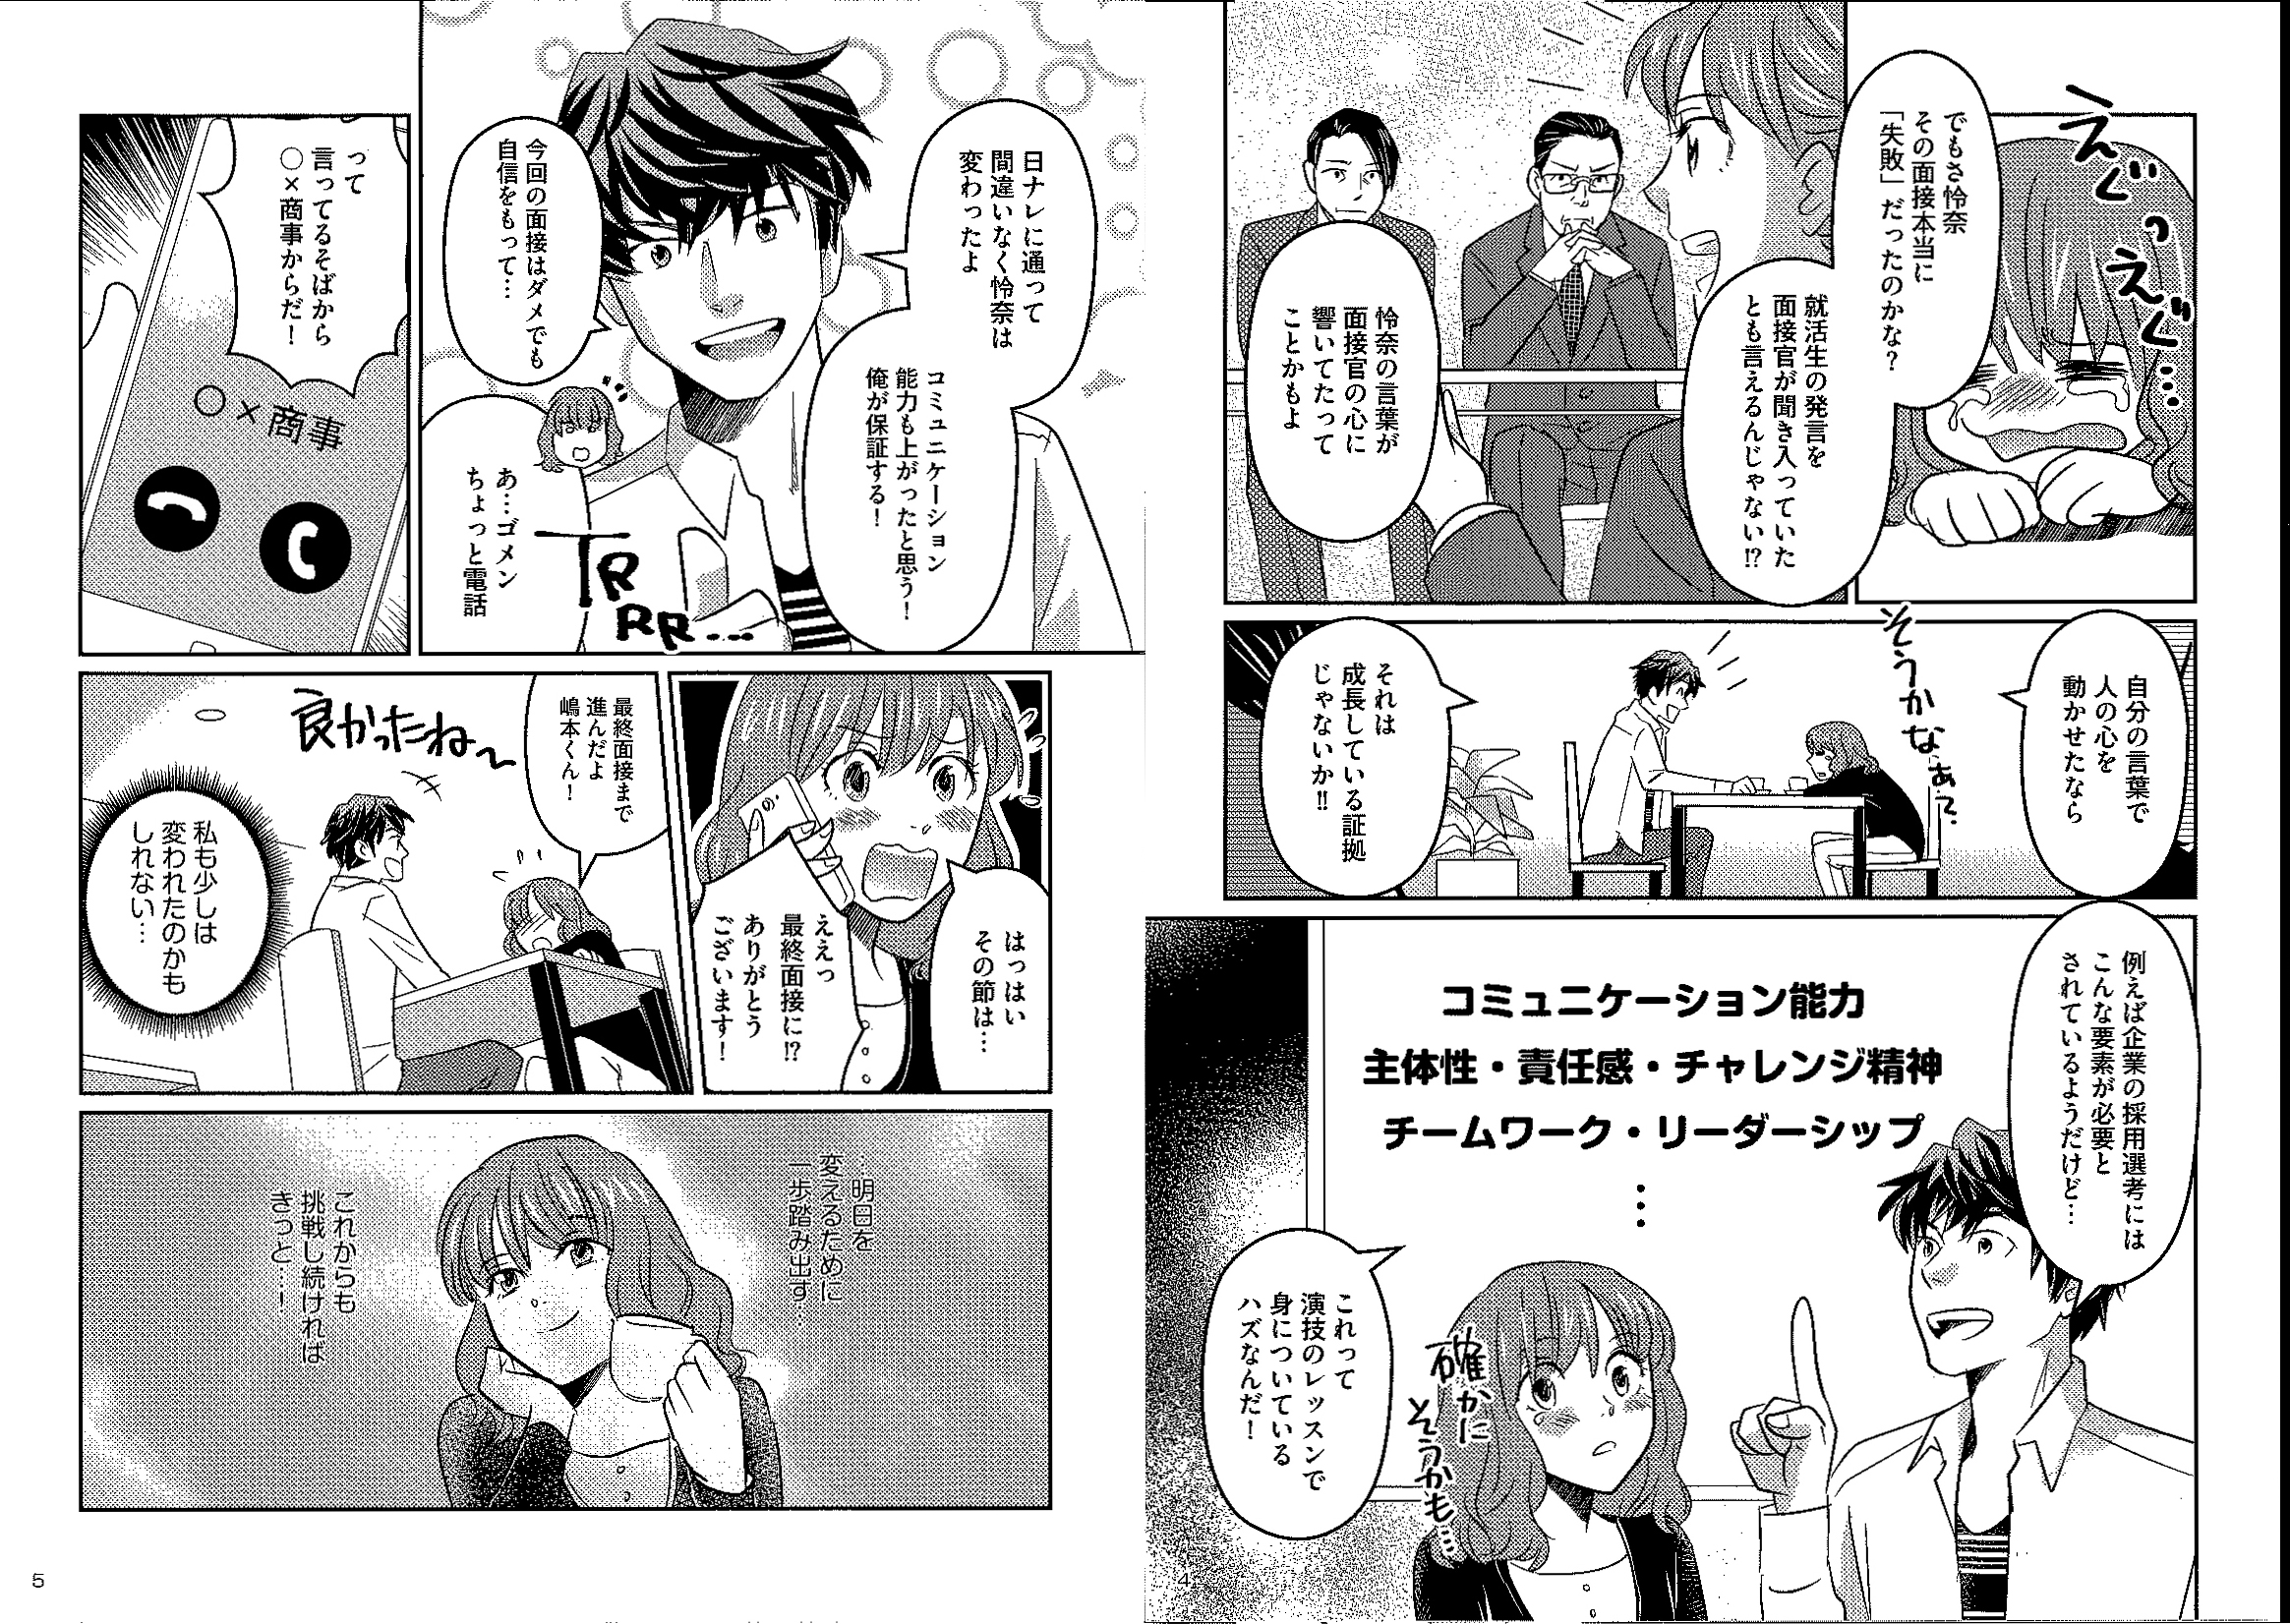 えぐっ
えぐ…
でもさ怜奈
その面接本当に
「失敗」だったのかな?
就活生の発言を
面接官が聞き入っていた
とも言えるんじゃない!?
怜奈の言葉が
面接官の心に
響いてたって
ことかもよ
自分の言葉で
人の心を
動かせたなら
そうかなぁ?
それは
成長している証拠
じゃないか!!
例えば企業の採用選考には
こんな要素が必要と
されているようだけど…
コミュニケーション能力
主体性・責任感・チャレンジ精神
チームワーク・リーダーシップ
…
これって
演技のレッスンで
身についている
ハズなんだ!
確かに
そうかも…
4
日ナレに通って
間違いなく怜奈は
変わったよ
コミュニケーション
能力も上がったと思う!
俺が保証する!
今回の面接はダメでも
自信をもって…
TR
RR…
あ…ゴメン
ちょっと電話
って
言ってるそばから
○×商事からだ!
○×商事
はっはい
その節は…
ええっ
最終面接に!?
ありがとう
ございます!
最終面接まで
進んだよ
嶋本くん!
良かったね〜
私も少しは
変われたのかも
しれない…
…明日を
変えるために
一歩踏み出す…
これからも
挑戦し続ければ
きっと…!
5